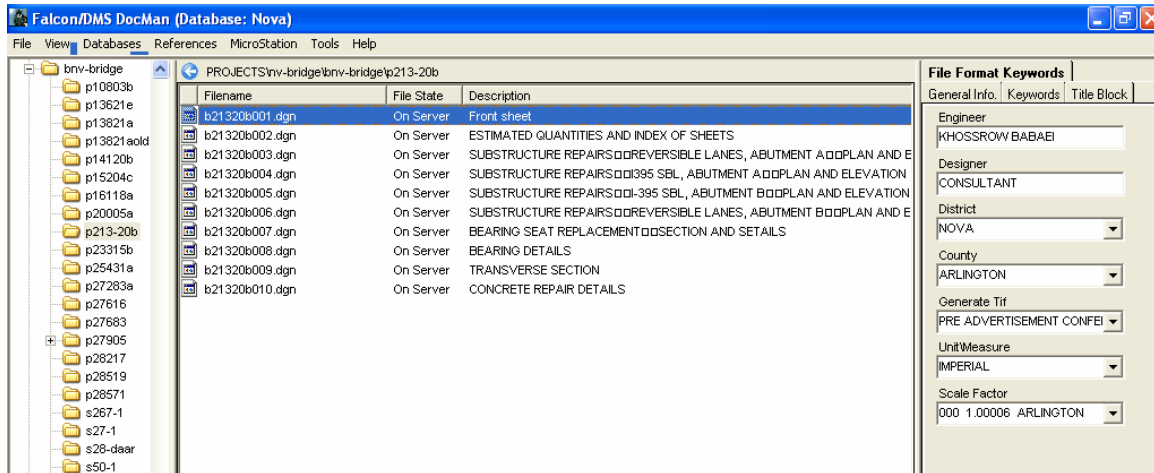 Falcon/DMS DocMan (Database: Nova)
File View Databases References MicroStation Tools Help
bnv-bridge
p10803b
p13621e
p13821a
p13821aold
p14120b
p15204c
p16118a
p20005a
p213-20b
p23315b
p25431a
p27283a
p27616
p27683
p27905
p28217
p28519
p28571
s267-1
s27-1
s28-daar
s50-1
PROJECTS\nv-bridge\bnv-bridge\p213-20b
Filename File State Description
b21320b001.dgn On Server Front sheet
b21320b002.dgn On Server ESTIMATED QUANTITIES AND INDEX OF SHEETS
b21320b003.dgn On Server SUBSTRUCTURE REPAIRS□□REVERSIBLE LANES, ABUTMENT A□□PLAN AND E
b21320b004.dgn On Server SUBSTRUCTURE REPAIRS□□I395 SBL, ABUTMENT A□□PLAN AND ELEVATION
b21320b005.dgn On Server SUBSTRUCTURE REPAIRS□□I-395 SBL, ABUTMENT B□□PLAN AND ELEVATION
b21320b006.dgn On Server SUBSTRUCTURE REPAIRS□□REVERSIBLE LANES, ABUTMENT B□□PLAN AND E
b21320b007.dgn On Server BEARING SEAT REPLACEMENT□□SECTION AND SETAILS
b21320b008.dgn On Server BEARING DETAILS
b21320b009.dgn On Server TRANSVERSE SECTION
b21320b010.dgn On Server CONCRETE REPAIR DETAILS
File Format Keywords
General Info. Keywords Title Block
Engineer
KHOSSROW BABAEI
Designer
CONSULTANT
District
NOVA
County
ARLINGTON
Generate Tif
PRE ADVERTISEMENT CONFEI
Unit\Measure
IMPERIAL
Scale Factor
000 1.00006 ARLINGTON